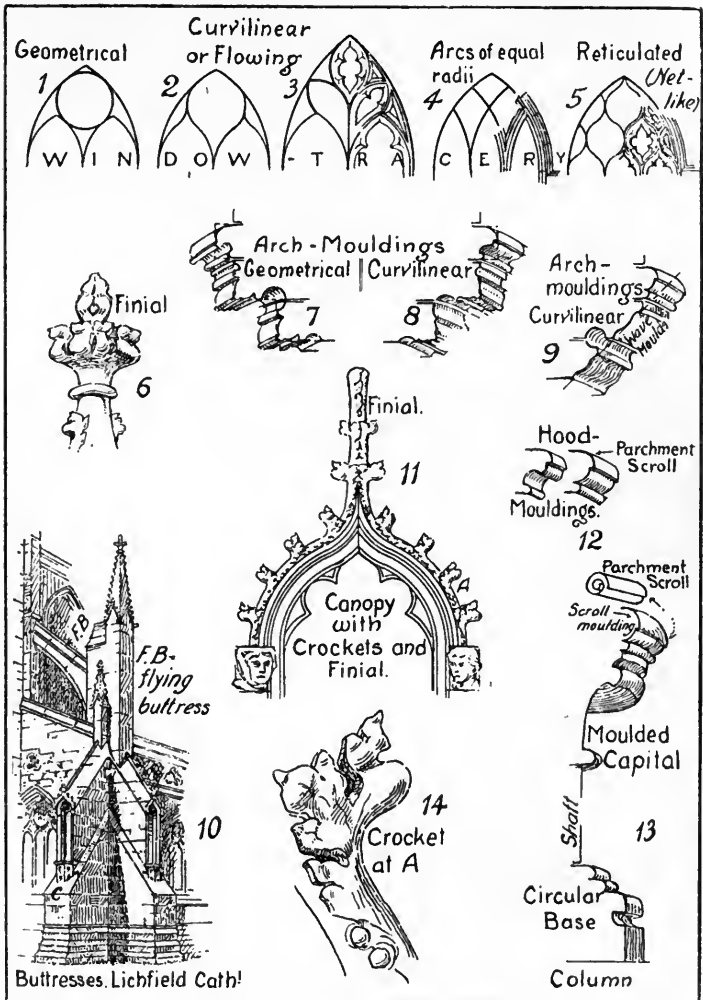 Geometrical
Curvilinear
or Flowing
Arcs of equal
radii
Reticulated
(Net-
like)
1
2
3
4
5
W I N D O W - T R A C E R Y
Arch-Mouldings
Geometrical | Curvilinear
7
8
Arch-
mouldings
Curvilinear
Wave
Mould
9
Finial
6
Finial.
11
Hood-
Mouldings.
Parchment
Scroll
12
A
Canopy
with
Crockets and
Finial.
Parchment
Scroll
Scroll
moulding
Moulded
Capital
Shaft
13
Circular
Base
Column
F.B
F.B-
flying
buttress
10
C
Buttresses. Lichfield Cathl
14
Crocket
at A